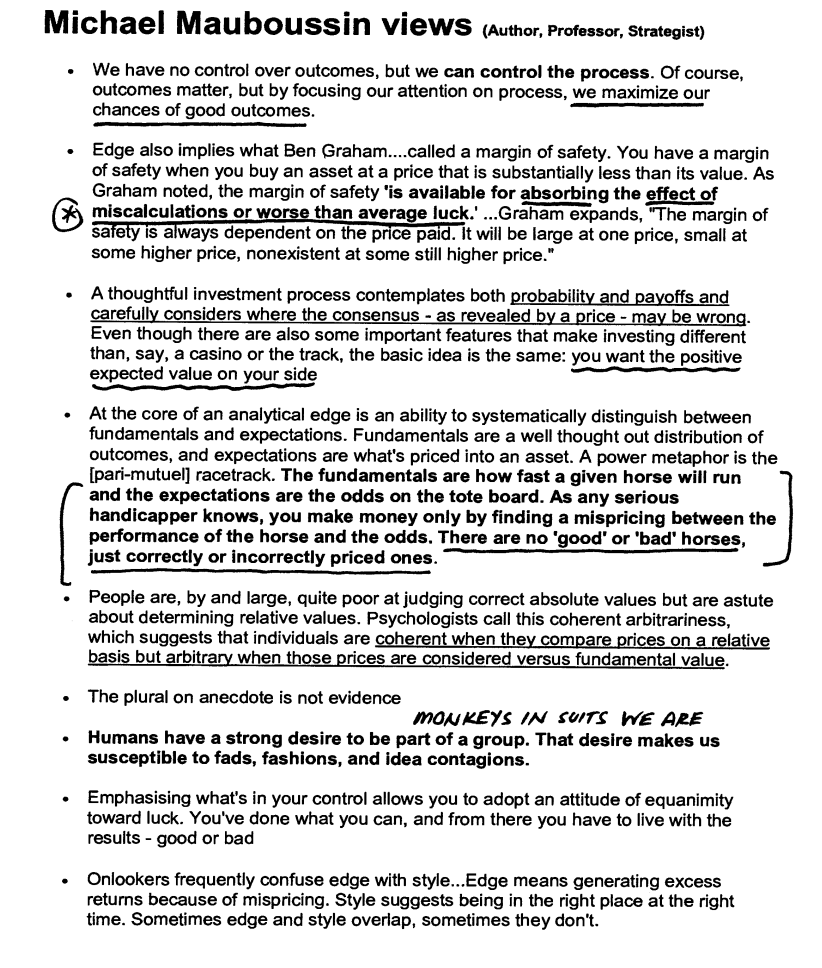 Michael Mauboussin views (Author, Professor, Strategist)
• We have no control over outcomes, but we can control the process. Of course,
outcomes matter, but by focusing our attention on process, we maximize our
chances of good outcomes.
• Edge also implies what Ben Graham....called a margin of safety. You have a margin
of safety when you buy an asset at a price that is substantially less than its value. As
Graham noted, the margin of safety 'is available for absorbing the effect of
* miscalculations or worse than average luck.' ...Graham expands, "The margin of
safety is always dependent on the price paid. It will be large at one price, small at
some higher price, nonexistent at some still higher price."
• A thoughtful investment process contemplates both probability and payoffs and
carefully considers where the consensus - as revealed by a price - may be wrong.
Even though there are also some important features that make investing different
than, say, a casino or the track, the basic idea is the same: you want the positive
expected value on your side
• At the core of an analytical edge is an ability to systematically distinguish between
fundamentals and expectations. Fundamentals are a well thought out distribution of
outcomes, and expectations are what's priced into an asset. A power metaphor is the
[pari-mutuel] racetrack. The fundamentals are how fast a given horse will run
and the expectations are the odds on the tote board. As any serious
handicapper knows, you make money only by finding a mispricing between the
performance of the horse and the odds. There are no 'good' or 'bad' horses,
just correctly or incorrectly priced ones.
• People are, by and large, quite poor at judging correct absolute values but are astute
about determining relative values. Psychologists call this coherent arbitrariness,
which suggests that individuals are coherent when they compare prices on a relative
basis but arbitrary when those prices are considered versus fundamental value.
• The plural on anecdote is not evidence
MONKEYS IN SUITS WE ARE
• Humans have a strong desire to be part of a group. That desire makes us
susceptible to fads, fashions, and idea contagions.
• Emphasising what's in your control allows you to adopt an attitude of equanimity
toward luck. You've done what you can, and from there you have to live with the
results - good or bad
• Onlookers frequently confuse edge with style...Edge means generating excess
returns because of mispricing. Style suggests being in the right place at the right
time. Sometimes edge and style overlap, sometimes they don't.